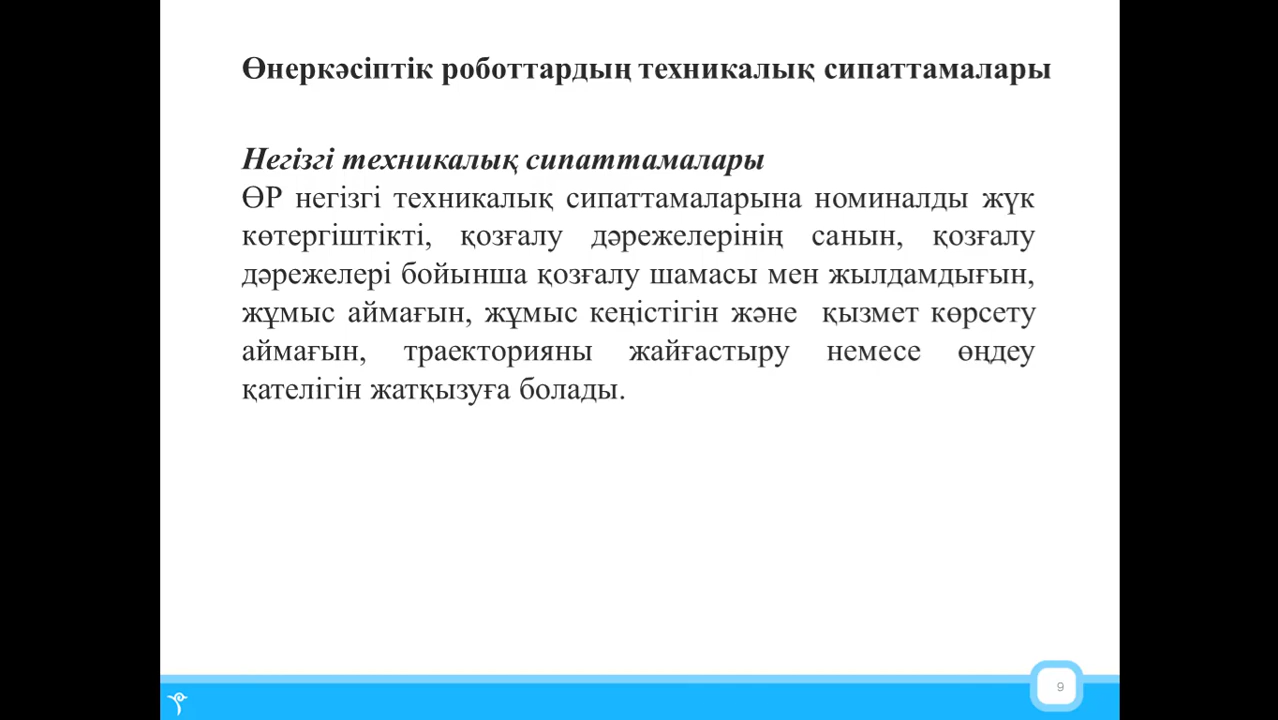 Өнеркәсіптік роботтардың техникалық сипаттамалары
Негізгі техникалық сипаттамалары
ӨР негізгі техникалық сипаттамаларына номиналды жүк
көтергіштікті, қозғалу дәрежелерінің санын, қозғалу
дәрежелері бойынша қозғалу шамасы мен жылдамдығын,
жұмыс аймағын, жұмыс кеңістігін және қызмет көрсету
аймағын, траекторияны жайғастыру немесе өңдеу
қателігін жатқызуға болады.
9